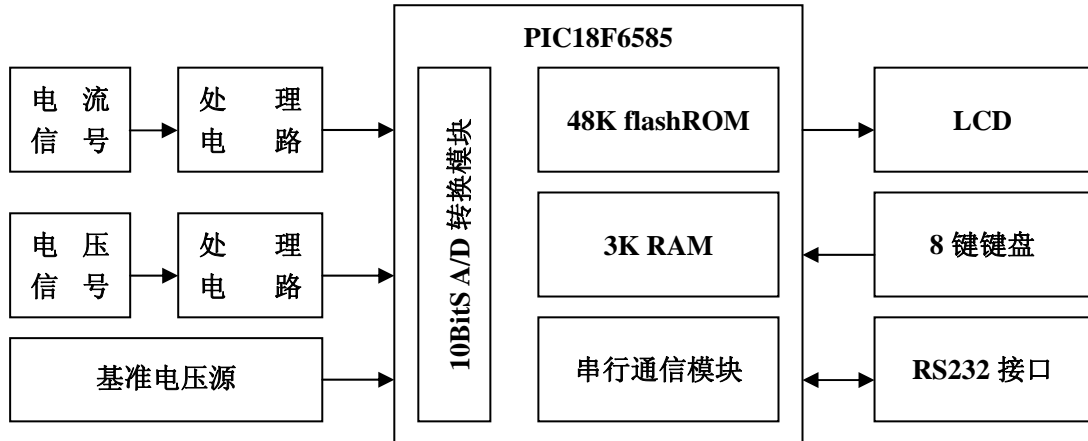 PIC18F6585
电 流
信 号
处 理
电 路
10BitS A/D 转换模块
48K flashROM
LCD
电 压
信 号
处 理
电 路
3K RAM
8 键键盘
基准电压源
串行通信模块
RS232 接口